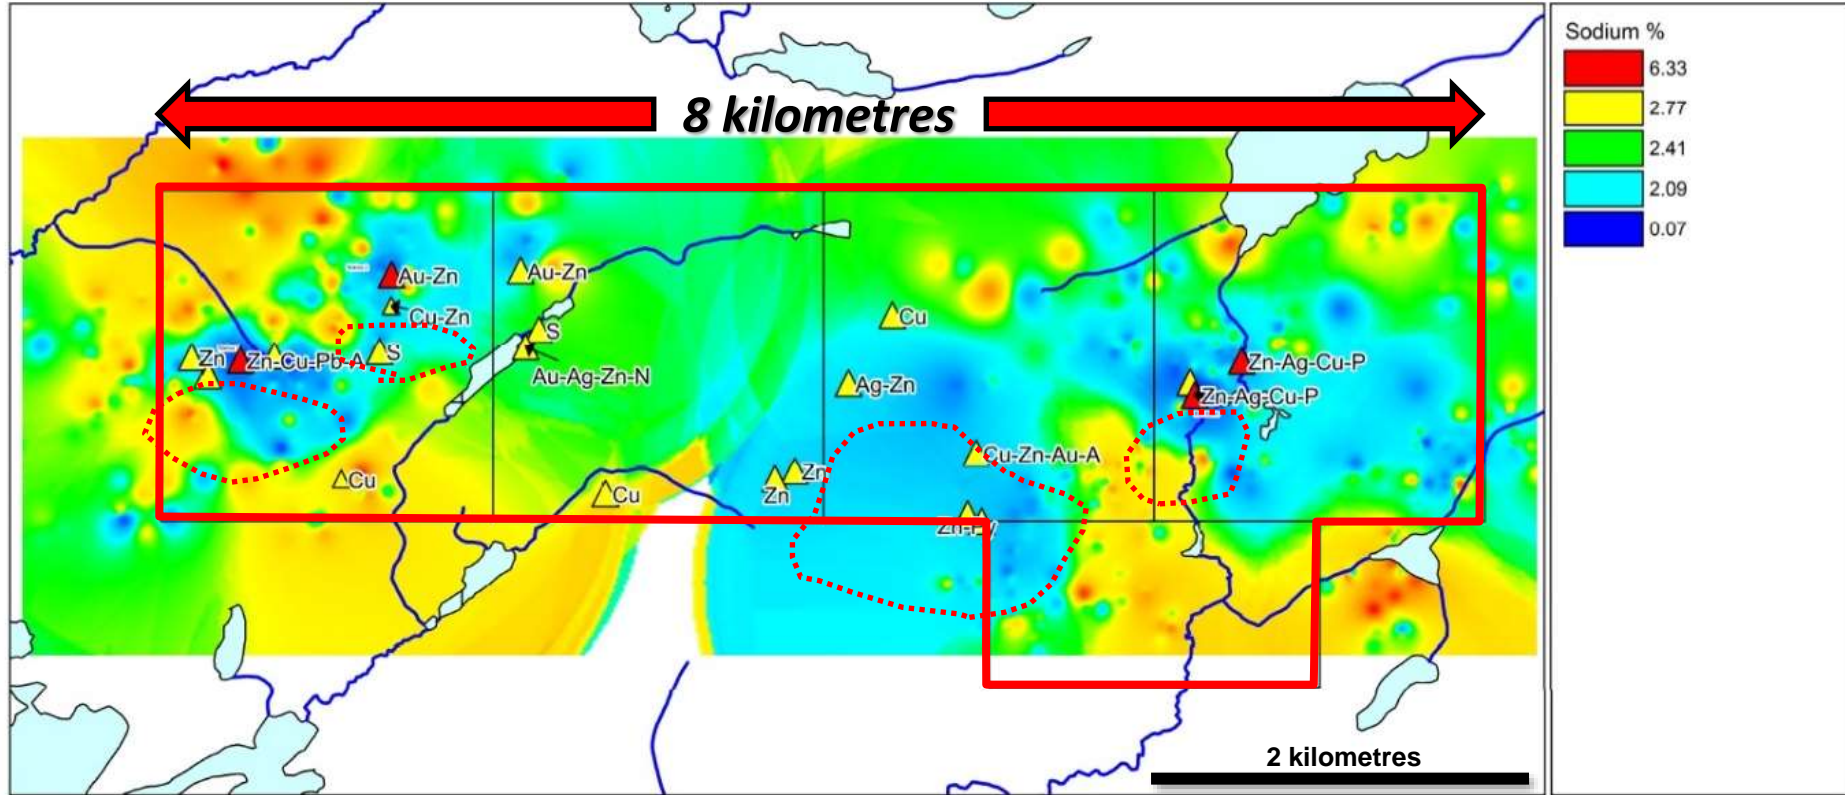 Sodium %
6.33
2.77
2.41
2.09
0.07
8 kilometres
Au-Zn
Au-Zn
Cu-Zn
Cu
S
S
Zn
Zn-Cu-Pb-A
Au-Ag-Zn-N
Ag-Zn
Zn-Ag-Cu-P
Zn-Ag-Cu-P
Cu-Zn-Au-A
Zn
Zn
Cu
Cu
2 kilometres